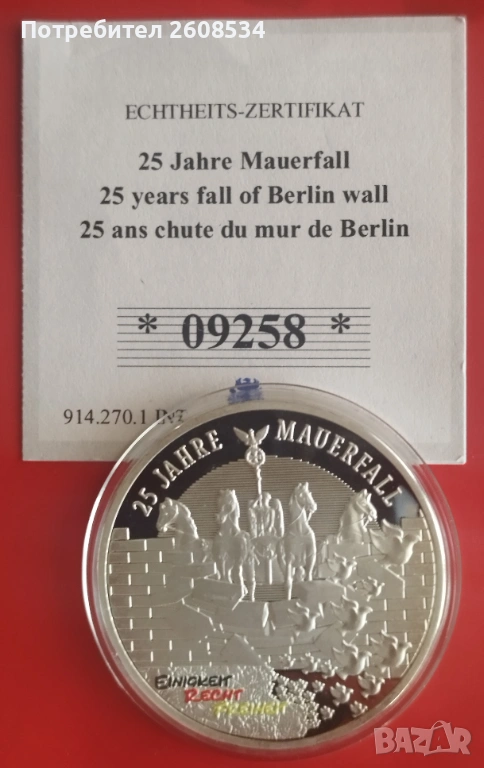 Потребител 2608534
ECHTHEITS-ZERTIFIKAT
25 Jahre Mauerfall
25 years fall of Berlin wall
25 ans chute du mur de Berlin
* 09258 *
914.270.1
25 JAHRE MAUERFALL
EINIGKEIT
RECHT
FREIHEIT
BAZAR